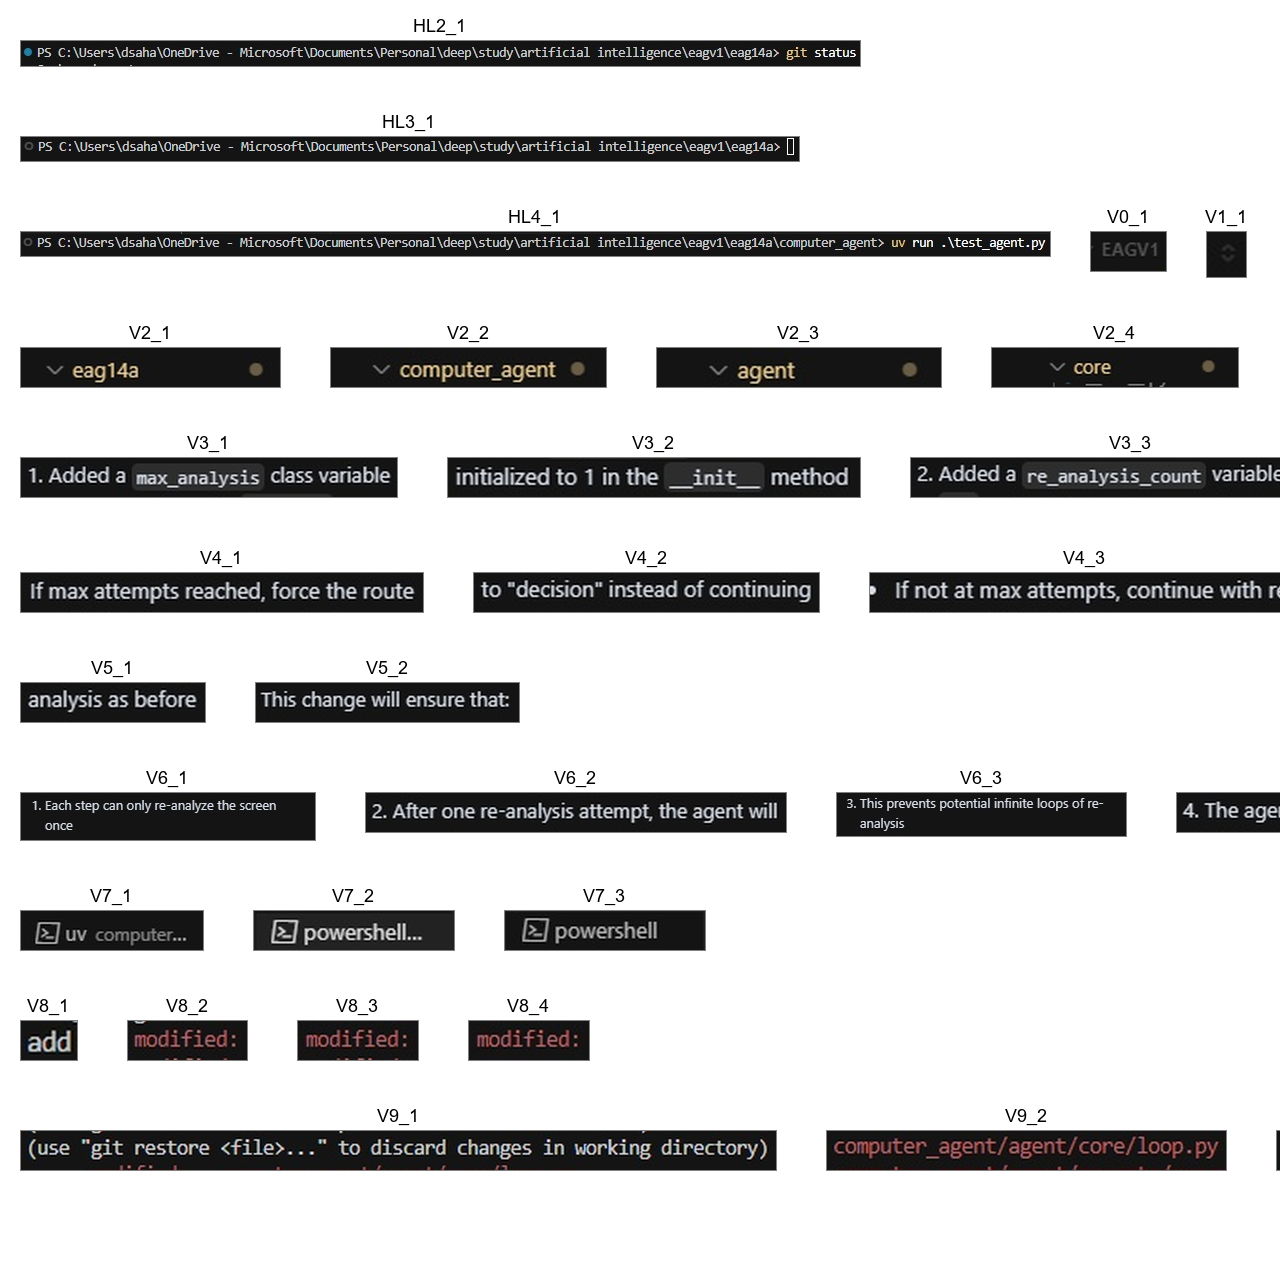 HL2_1
PS C:\Users\dsaha\OneDrive - Microsoft\Documents\Personal\deep\study\artificial intelligence\eagv1\eag14a> git status
HL3_1
PS C:\Users\dsaha\OneDrive - Microsoft\Documents\Personal\deep\study\artificial intelligence\eagv1\eag14a>
HL4_1 V0_1 V1_1
PS C:\Users\dsaha\OneDrive - Microsoft\Documents\Personal\deep\study\artificial intelligence\eagv1\eag14a\computer_agent> uv run .\test_agent.py EAGV1
V2_1 V2_2 V2_3 V2_4
eag14a computer_agent agent core
V3_1 V3_2 V3_3
1. Added a max_analysis class variable initialized to 1 in the __init__ method 2. Added a re_analysis_count variable
V4_1 V4_2 V4_3
If max attempts reached, force the route to "decision" instead of continuing • If not at max attempts, continue with
V5_1 V5_2
analysis as before This change will ensure that:
V6_1 V6_2 V6_3
1. Each step can only re-analyze the screen 2. After one re-analysis attempt, the agent will 3. This prevents potential infinite loops of re- 4. The
once analysis
V7_1 V7_2 V7_3
uv computer... powershell... powershell
V8_1 V8_2 V8_3 V8_4
add modified: modified: modified:
V9_1 V9_2
(use "git restore <file>..." to discard changes in working directory) computer_agent/agent/core/loop.py